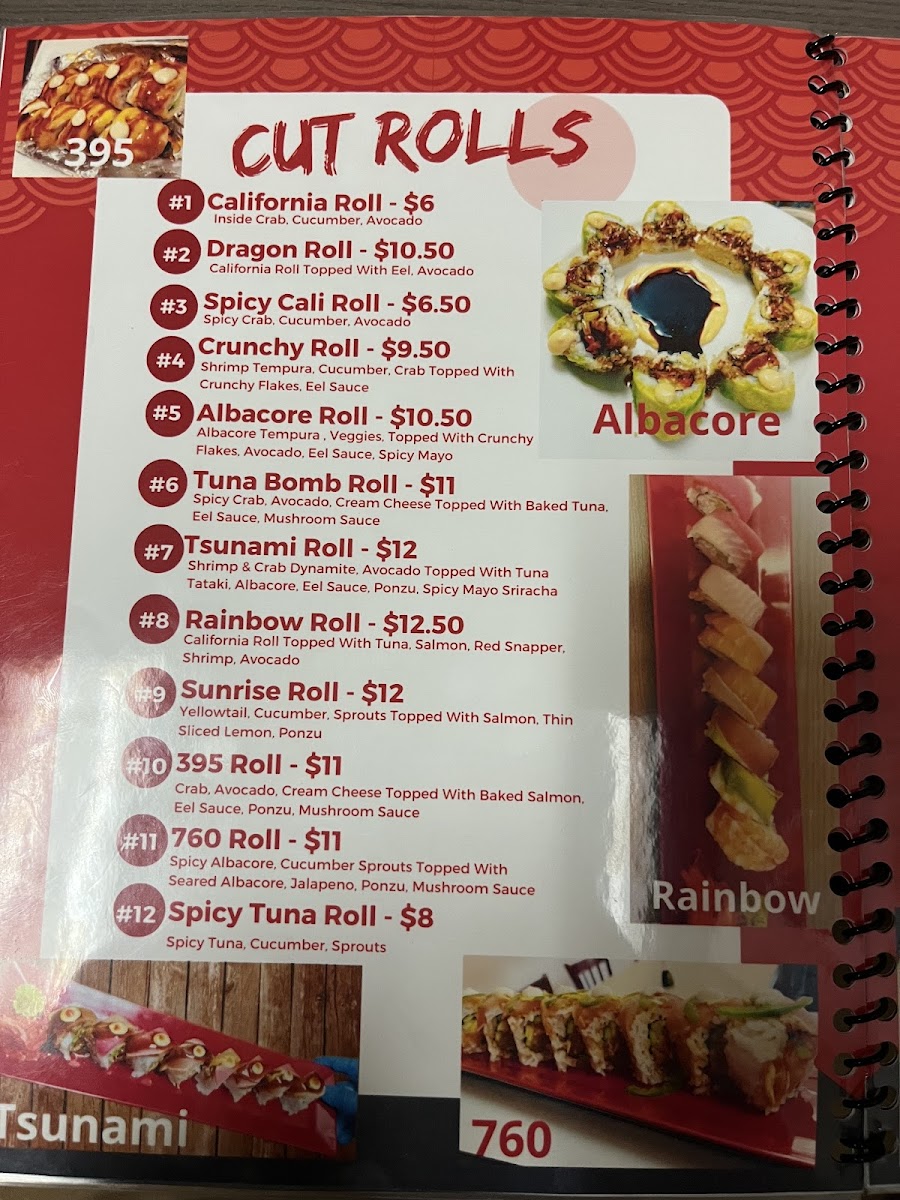 395
CUT ROLLS
#1 California Roll - $6
Inside Crab, Cucumber, Avocado
#2 Dragon Roll - $10.50
California Roll Topped With Eel, Avocado
#3 Spicy Cali Roll - $6.50
Spicy Crab, Cucumber, Avocado
#4 Crunchy Roll - $9.50
Shrimp Tempura, Cucumber, Crab Topped With
Crunchy Flakes, Eel Sauce
#5 Albacore Roll - $10.50
Albacore Tempura , Veggies, Topped With Crunchy
Flakes, Avocado, Eel Sauce, Spicy Mayo
Albacore
#6 Tuna Bomb Roll - $11
Spicy Crab, Avocado, Cream Cheese Topped With Baked Tuna,
Eel Sauce, Mushroom Sauce
#7 Tsunami Roll - $12
Shrimp & Crab Dynamite, Avocado Topped With Tuna
Tataki, Albacore, Eel Sauce, Ponzu, Spicy Mayo Sriracha
#8 Rainbow Roll - $12.50
California Roll Topped With Tuna, Salmon, Red Snapper,
Shrimp, Avocado
#9 Sunrise Roll - $12
Yellowtail, Cucumber, Sprouts Topped With Salmon, Thin
Sliced Lemon, Ponzu
#10 395 Roll - $11
Crab, Avocado, Cream Cheese Topped With Baked Salmon,
Eel Sauce, Ponzu, Mushroom Sauce
#11 760 Roll - $11
Spicy Albacore, Cucumber Sprouts Topped With
Seared Albacore, Jalapeno, Ponzu, Mushroom Sauce
#12 Spicy Tuna Roll - $8
Spicy Tuna, Cucumber, Sprouts
Rainbow
Tsunami
760